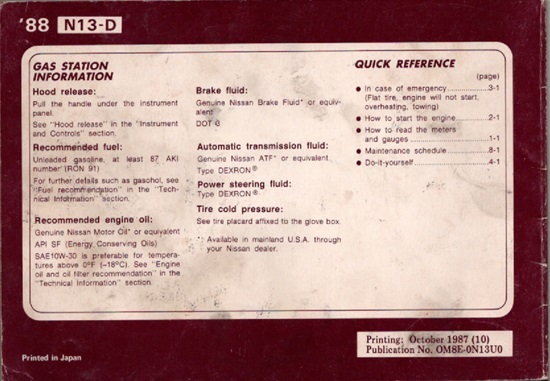 '88 N13-D
GAS STATION
INFORMATION
Hood release:
Pull the handle under the instrument
panel.
See "Hood release" in the "Instrument
and Controls" section.
Recommended fuel:
Unleaded gasoline, at least 87 AKI
number (RON 91)
For further details such as gasohol, see
"Fuel recommendation" in the "Tech-
nical Information" section.
Recommended engine oil:
Genuine Nissan Motor Oil* or equivalent
API SF (Energy Conserving Oils)
SAE10W-30 is preferable for tempera-
tures above 0°F (–18°C). See "Engine
oil and oil filter recommendation" in the
"Technical Information" section.
Brake fluid:
Genuine Nissan Brake Fluid* or equiv-
alent
DOT 3
Automatic transmission fluid:
Genuine Nissan ATF* or equivalent
Type DEXRON®
Power steering fluid:
Type DEXRON®
Tire cold pressure:
See tire placard affixed to the glove box.
* : Available in mainland U.S.A. through
your Nissan dealer.
QUICK REFERENCE
(page)
● In case of emergency ................ 3-1
(Flat tire, engine will not start,
overheating, towing)
● How to start the engine ............. 2-1
● How to read the meters
and gauges ......................... 1-1
● Maintenance schedule ............... 8-1
● Do-it-yourself ........................ 4-1
Printing: October 1987 (10)
Publication No. OM8E-0N13U0
Printed in Japan